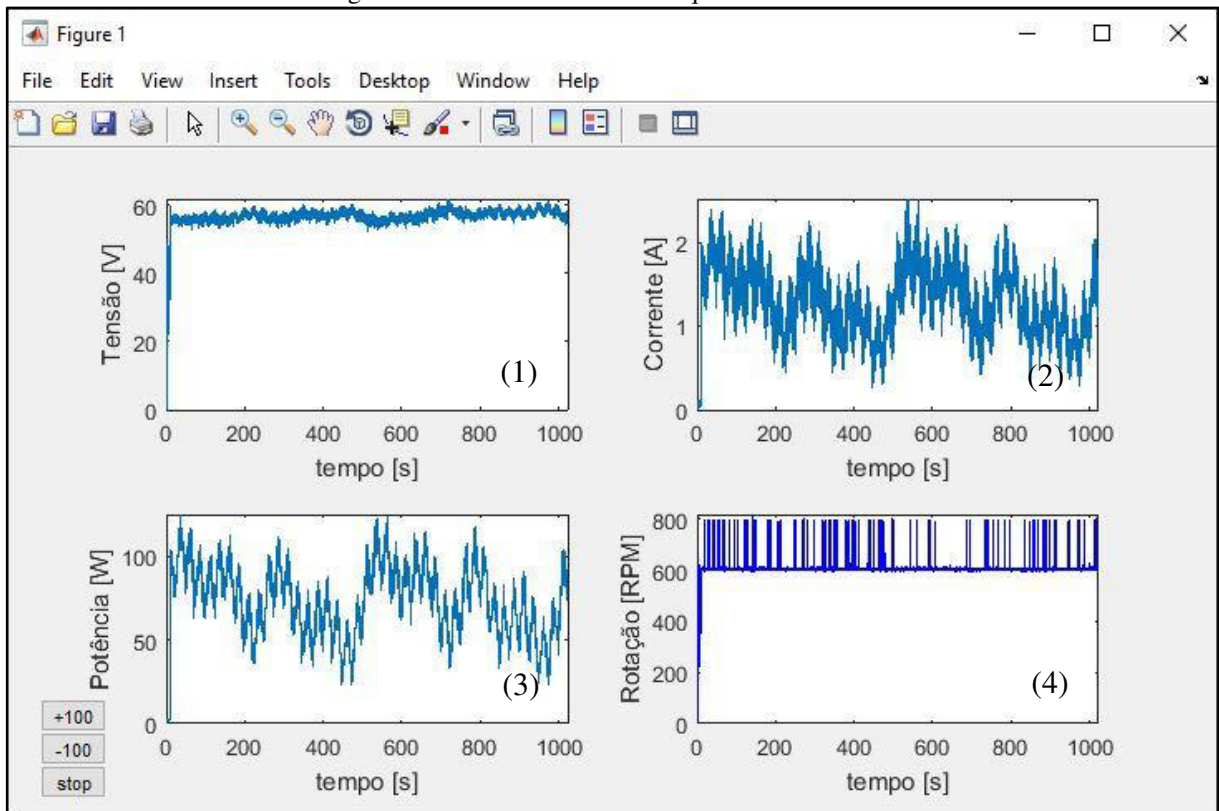 Figure 1
File Edit View Insert Tools Desktop Window Help
60
40
20
0
Tensão [V]
(1)
0 200 400 600 800 1000
tempo [s]
2
1
0
Corrente [A]
(2)
0 200 400 600 800 1000
tempo [s]
100
50
0
Potência [W]
(3)
0 200 400 600 800 1000
tempo [s]
800
600
400
200
0
Rotação [RPM]
(4)
0 200 400 600 800 1000
tempo [s]
+100
-100
stop